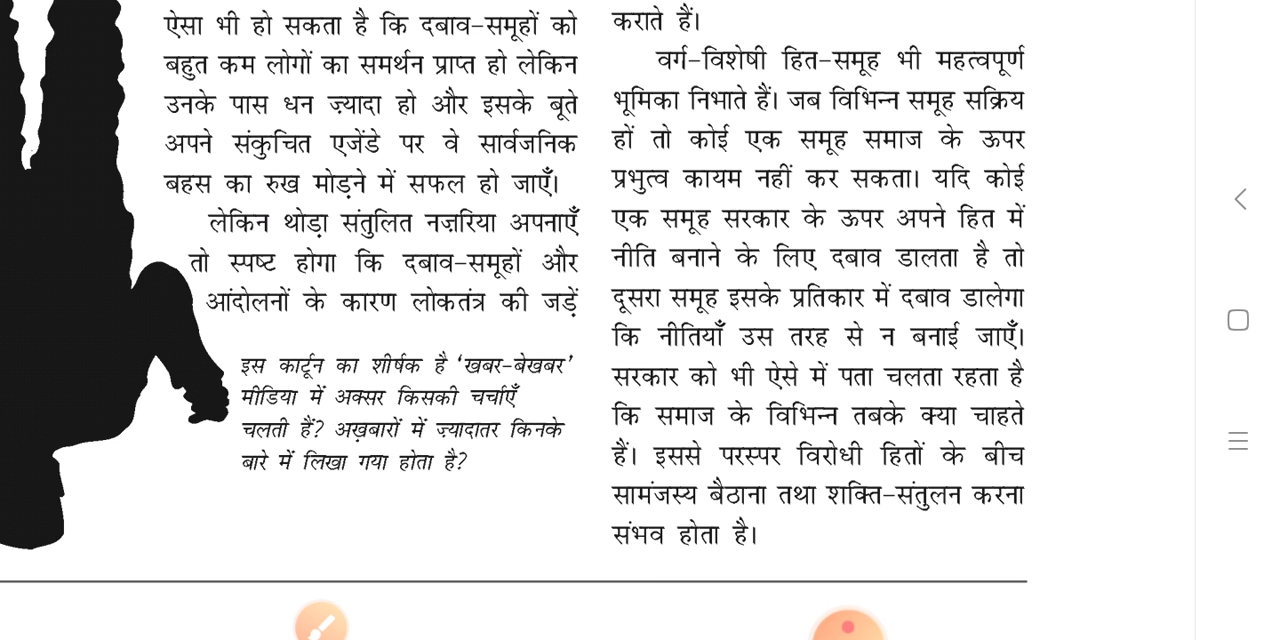 ऐसा भी हो सकता है कि दबाव-समूहों को
बहुत कम लोगों का समर्थन प्राप्त हो लेकिन
उनके पास धन ज़्यादा हो और इसके बूते
अपने संकुचित एजेंडे पर वे सार्वजनिक
बहस का रुख मोड़ने में सफल हो जाएँ।
लेकिन थोड़ा संतुलित नज़रिया अपनाएँ
तो स्पष्ट होगा कि दबाव-समूहों और
आंदोलनों के कारण लोकतंत्र की जड़ें
इस कार्टून का शीर्षक है ‘खबर-बेखबर’
मीडिया में अक्सर किसकी चर्चाएँ
चलती हैं? अख़बारों में ज़्यादातर किनके
बारे में लिखा गया होता है?
कराते हैं।
वर्ग-विशेषी हित-समूह भी महत्वपूर्ण
भूमिका निभाते हैं। जब विभिन्न समूह सक्रिय
हों तो कोई एक समूह समाज के ऊपर
प्रभुत्व कायम नहीं कर सकता। यदि कोई
एक समूह सरकार के ऊपर अपने हित में
नीति बनाने के लिए दबाव डालता है तो
दूसरा समूह इसके प्रतिकार में दबाव डालेगा
कि नीतियाँ उस तरह से न बनाई जाएँ।
सरकार को भी ऐसे में पता चलता रहता है
कि समाज के विभिन्न तबके क्या चाहते
हैं। इससे परस्पर विरोधी हितों के बीच
सामंजस्य बैठाना तथा शक्ति-संतुलन करना
संभव होता है।